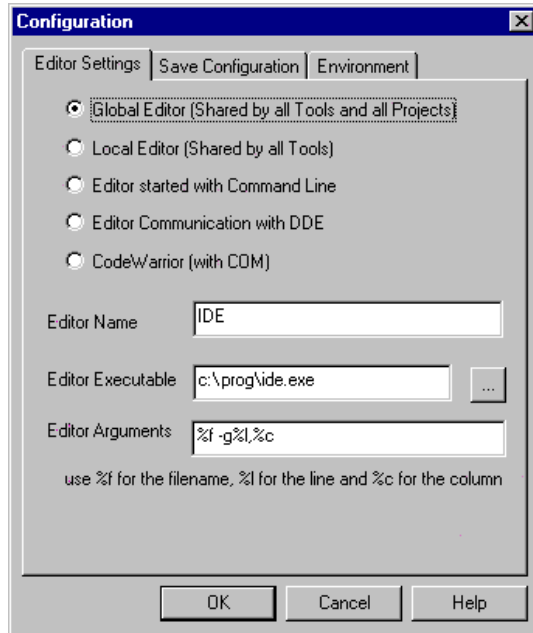 Configuration
Editor Settings Save Configuration Environment
Global Editor (Shared by all Tools and all Projects)
Local Editor (Shared by all Tools)
Editor started with Command Line
Editor Communication with DDE
CodeWarrior (with COM)
Editor Name IDE
Editor Executable c:\prog\ide.exe ...
Editor Arguments %f -g%l,%c
use %f for the filename, %l for the line and %c for the column
OK Cancel Help